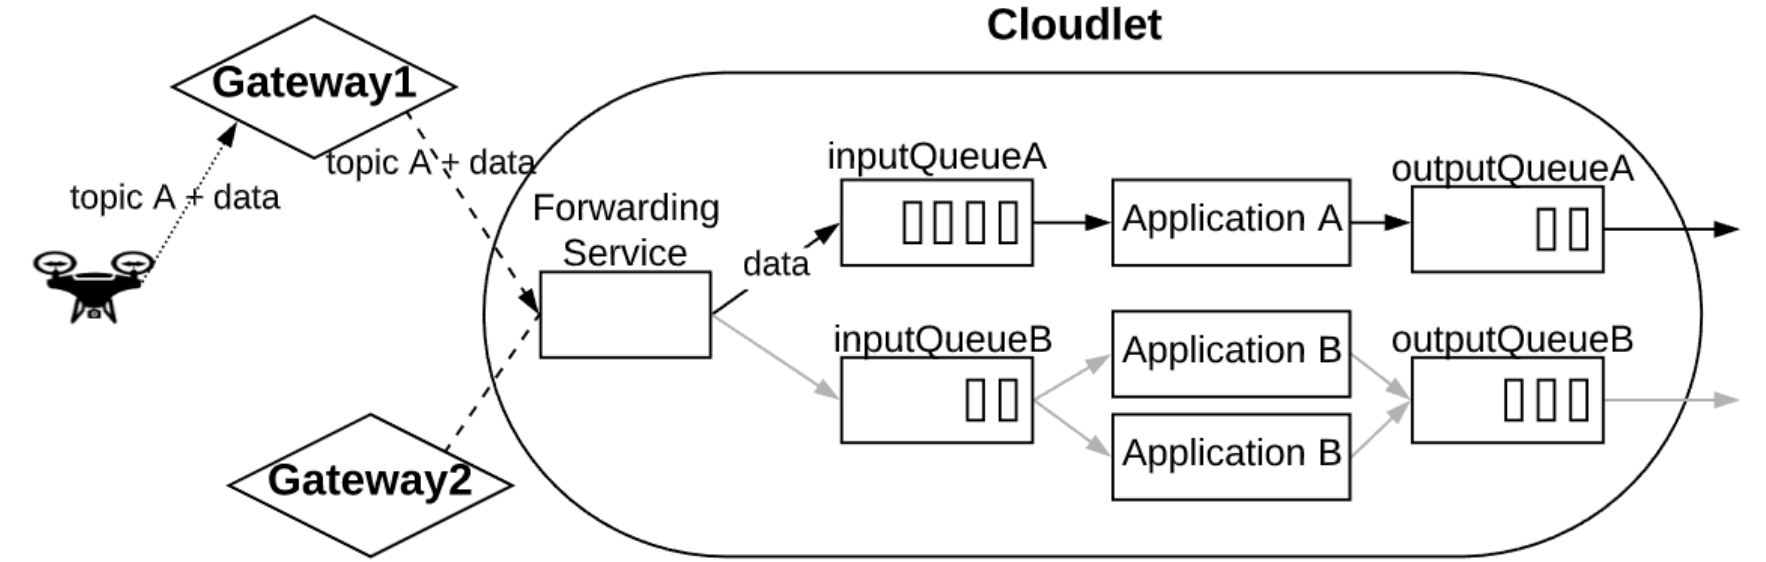 Cloudlet
Gateway1
topic A + data
topic A + data
Forwarding
Service
data
inputQueueA
Application A
outputQueueA
inputQueueB
Application B
Application B
outputQueueB
Gateway2